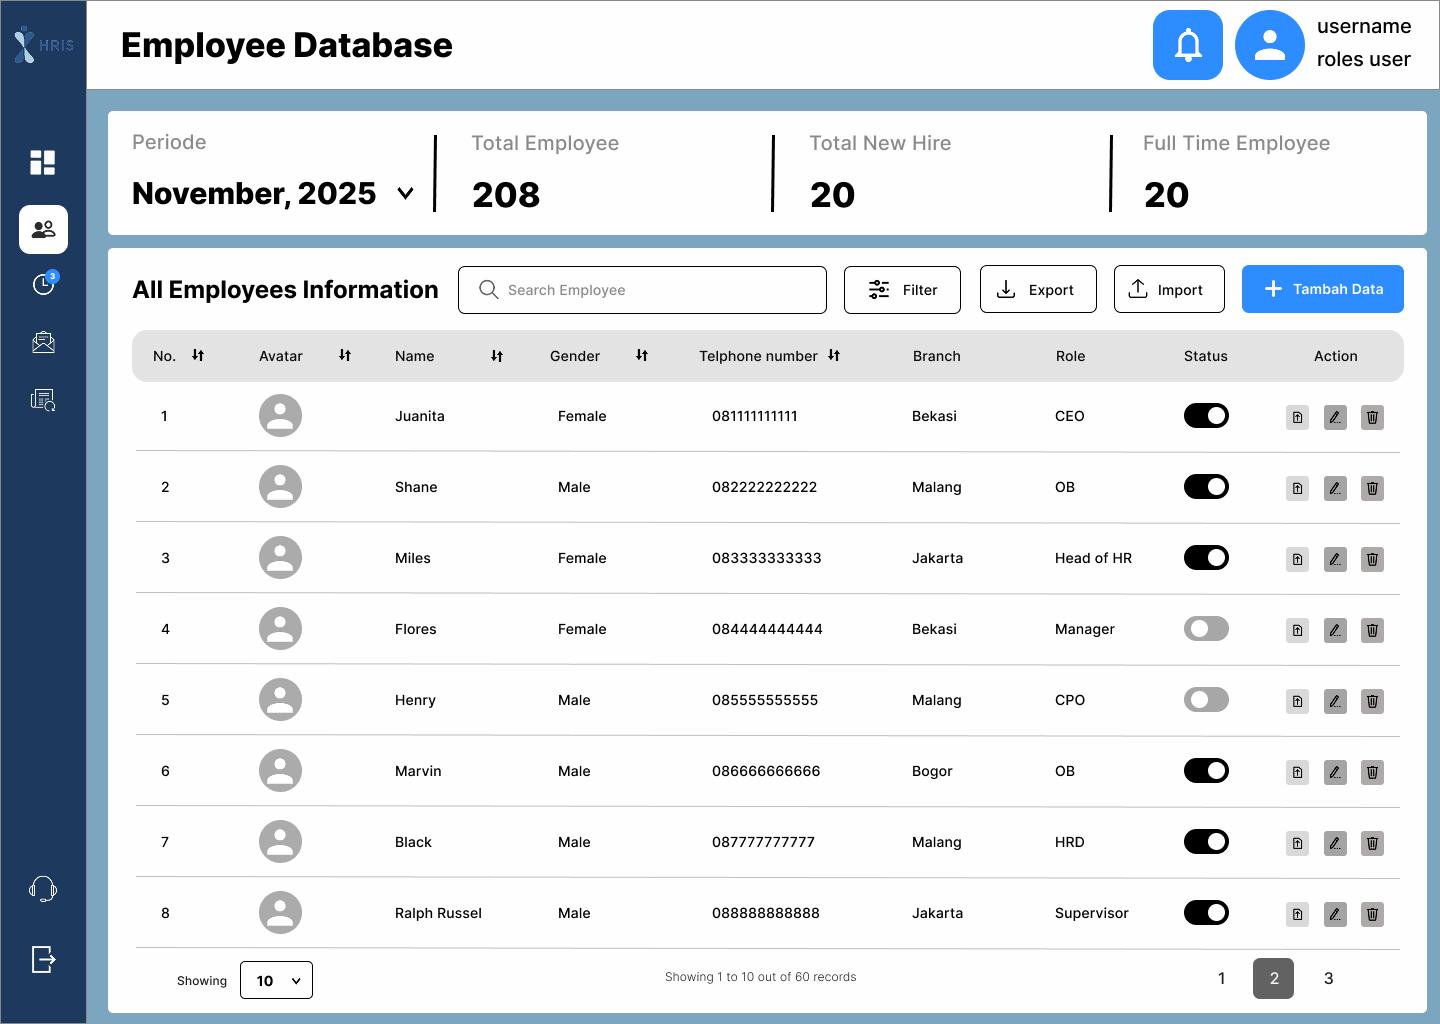 HRIS
Employee Database
username
roles user
Periode
November, 2025
Total Employee
208
Total New Hire
20
Full Time Employee
20
3
All Employees Information
Search Employee
Filter
Export
Import
Tambah Data
No. Avatar Name Gender Telphone number Branch Role Status Action
1 Juanita Female 081111111111 Bekasi CEO
2 Shane Male 082222222222 Malang OB
3 Miles Female 083333333333 Jakarta Head of HR
4 Flores Female 084444444444 Bekasi Manager
5 Henry Male 085555555555 Malang CPO
6 Marvin Male 086666666666 Bogor OB
7 Black Male 087777777777 Malang HRD
8 Ralph Russel Male 088888888888 Jakarta Supervisor
Showing 10
Showing 1 to 10 out of 60 records
1 2 3